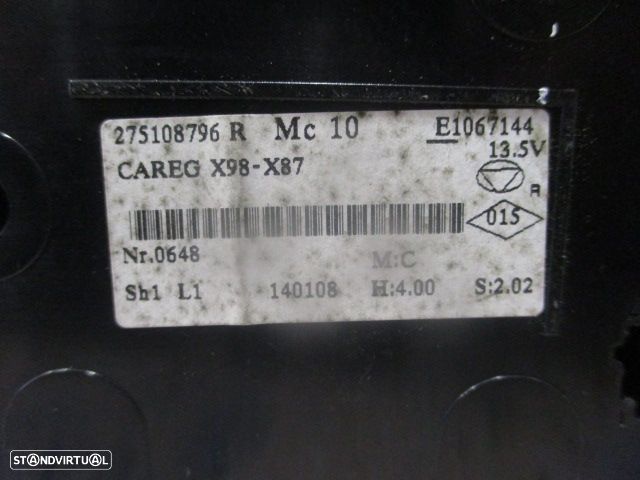 275108796 R Mc 10 E1067144
13.5V
CAREG X98-X87
R
015
Nr.0648 M:C
Sh1 L1 140108 H:4.00 S:2.02
STANDVIRTUAL